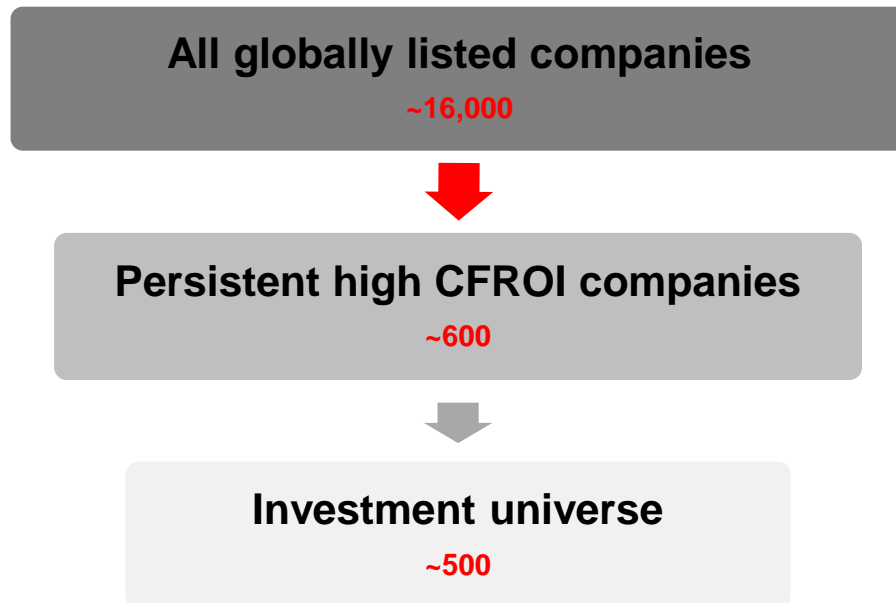 All globally listed companies
~16,000
Persistent high CFROI companies
~600
Investment universe
~500